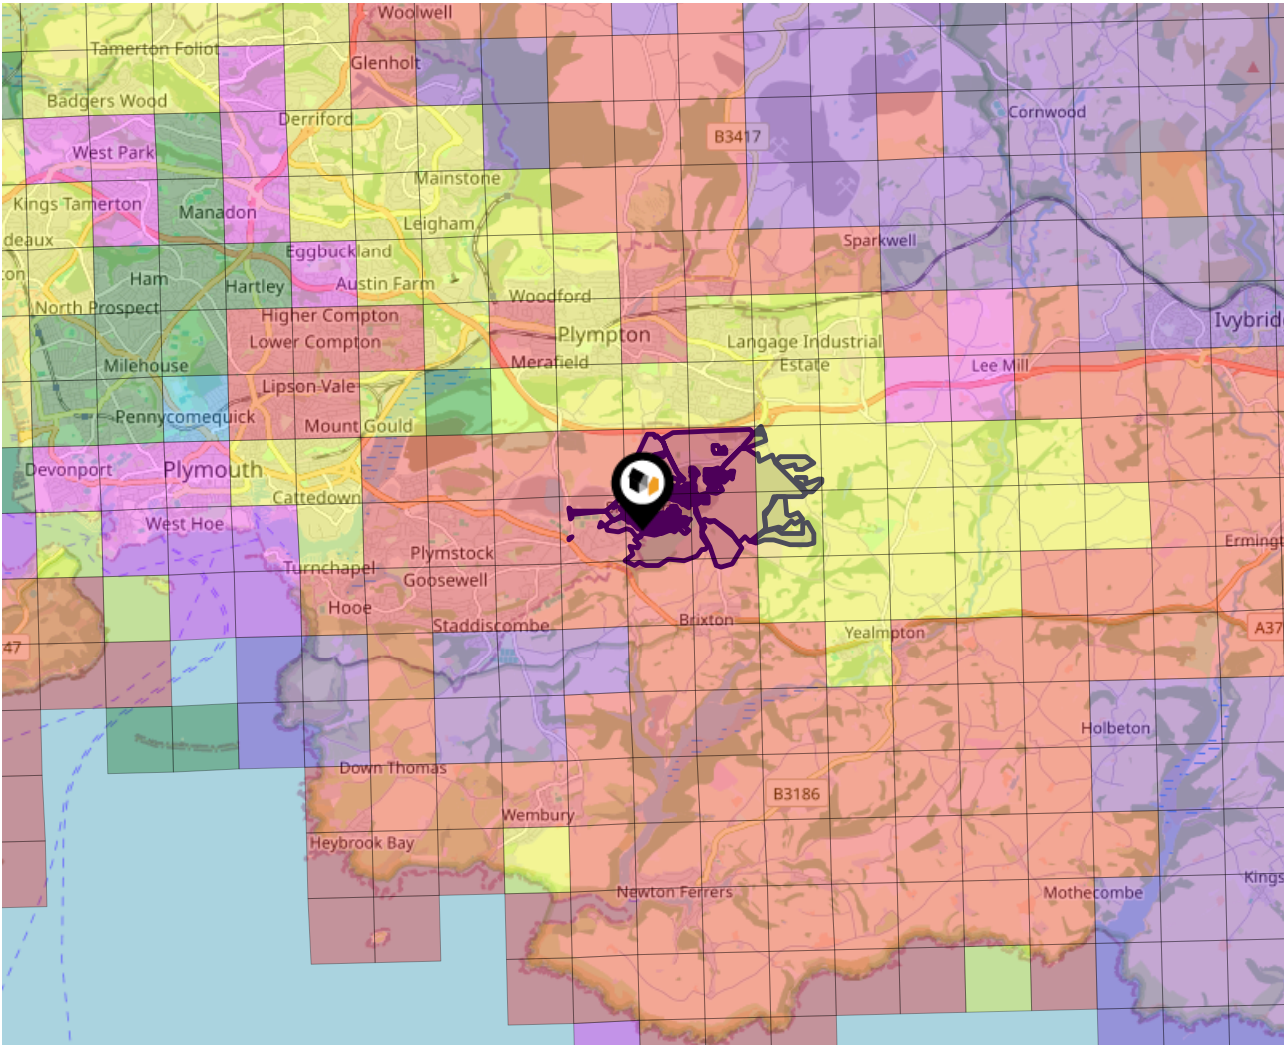 Woolwell
Tamerton Foliot
Glenholt
Badgers Wood
Cornwood
Derriford
B3417
West Park
Mainstone
Kings Tamerton
Manadon
Leigham
deaux
Sparkwell
Eggbuckland
ton
Ham
Hartley
Austin Farm
Woodford
North Prospect
Higher Compton
Ivybrid
Plympton
Lower Compton
Langage Industrial
Estate
Merafield
Milehouse
Lee Mill
Lipson Vale
Pennycomequick
Mount Gould
Devonport
Plymouth
Cattedown
West Hoe
Ermingt
Plymstock
Turnchapel
Goosewell
Hooe
Brixton
Staddiscombe
A37
Yealmpton
47
Holbeton
Down Thomas
B3186
Wembury
Heybrook Bay
Kings
Newton Ferrers
Mothecombe